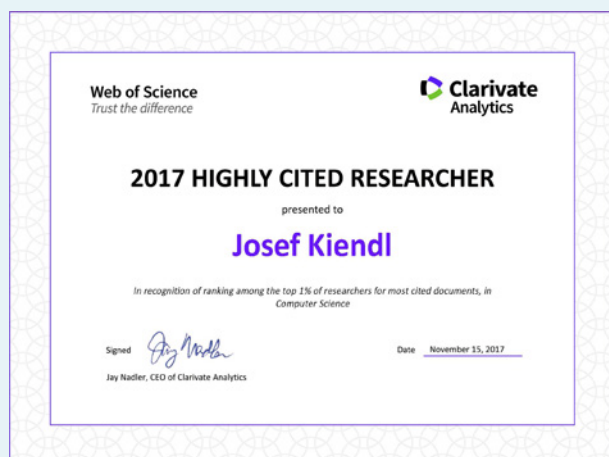 Web of Science
Trust the difference
Clarivate
Analytics
2017 HIGHLY CITED RESEARCHER
presented to
Josef Kiendl
In recognition of ranking among the top 1% of researchers for most cited documents, in
Computer Science
Signed
Jay Nadler
Date November 15, 2017
Jay Nadler, CEO of Clarivate Analytics